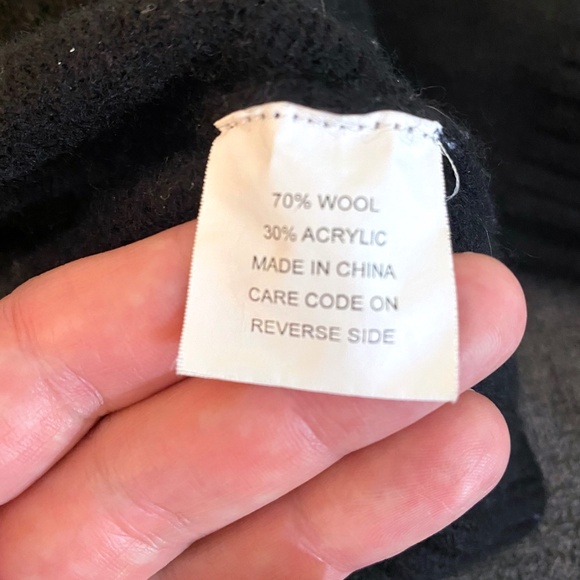 70% WOOL
30% ACRYLIC
MADE IN CHINA
CARE CODE ON
REVERSE SIDE